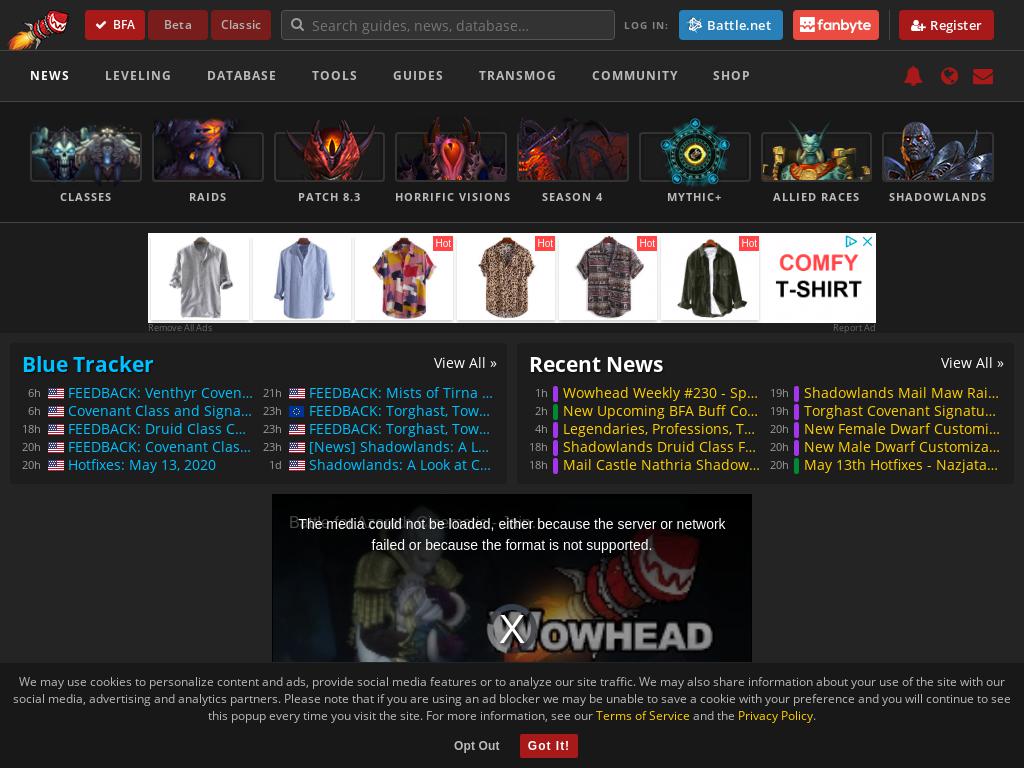 BFA Beta Classic Search guides, news, database... LOG IN: Battle.net fanbyte Register
NEWS LEVELING DATABASE TOOLS GUIDES TRANSMOG COMMUNITY SHOP
CLASSES RAIDS PATCH 8.3 HORRIFIC VISIONS SEASON 4 MYTHIC+ ALLIED RACES SHADOWLANDS
Hot Hot Hot Hot
COMFY
T-SHIRT
Remove All Ads Report Ad
Blue Tracker View All »
6h FEEDBACK: Venthyr Coven...
6h Covenant Class and Signa...
18h FEEDBACK: Druid Class C...
20h FEEDBACK: Covenant Clas...
20h Hotfixes: May 13, 2020
21h FEEDBACK: Mists of Tirna ...
23h FEEDBACK: Torghast, Tow...
23h FEEDBACK: Torghast, Tow...
20h [News] Shadowlands: A L...
1d Shadowlands: A Look at C...
Recent News View All »
1h Wowhead Weekly #230 - Sp...
2h New Upcoming BFA Buff Co...
4h Legendaries, Professions, T...
18h Shadowlands Druid Class F...
18h Mail Castle Nathria Shadow...
19h Shadowlands Mail Maw Rai...
19h Torghast Covenant Signatu...
20h New Female Dwarf Customi...
20h New Male Dwarf Customiza...
20h May 13th Hotfixes - Nazjata...
The media could not be loaded, either because the server or network
failed or because the format is not supported.
WOWHEAD
We may use cookies to personalize content and ads, provide social media features or to analyze our site traffic. We may also share information about your use of the site with our
social media, advertising and analytics partners. Please note that if you are using an ad blocker we may be unable to save a cookie with your preference and you will continue to see
this popup every time you visit the site. For more information, see our Terms of Service and the Privacy Policy.
Opt Out Got It!